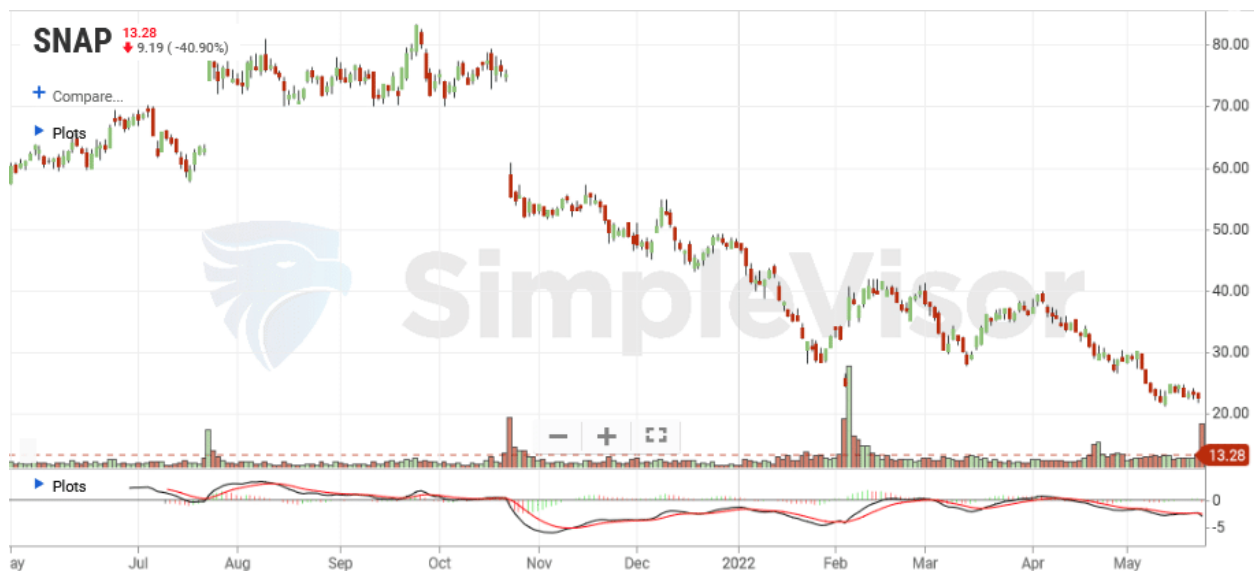 SNAP 13.28
9.19 ( -40.90%)
Compare...
Plots
80.00
70.00
60.00
50.00
40.00
30.00
20.00
13.28
SimpleVisor
Plots
0
-5
ay Jul Aug Sep Oct Nov Dec 2022 Feb Mar Apr May